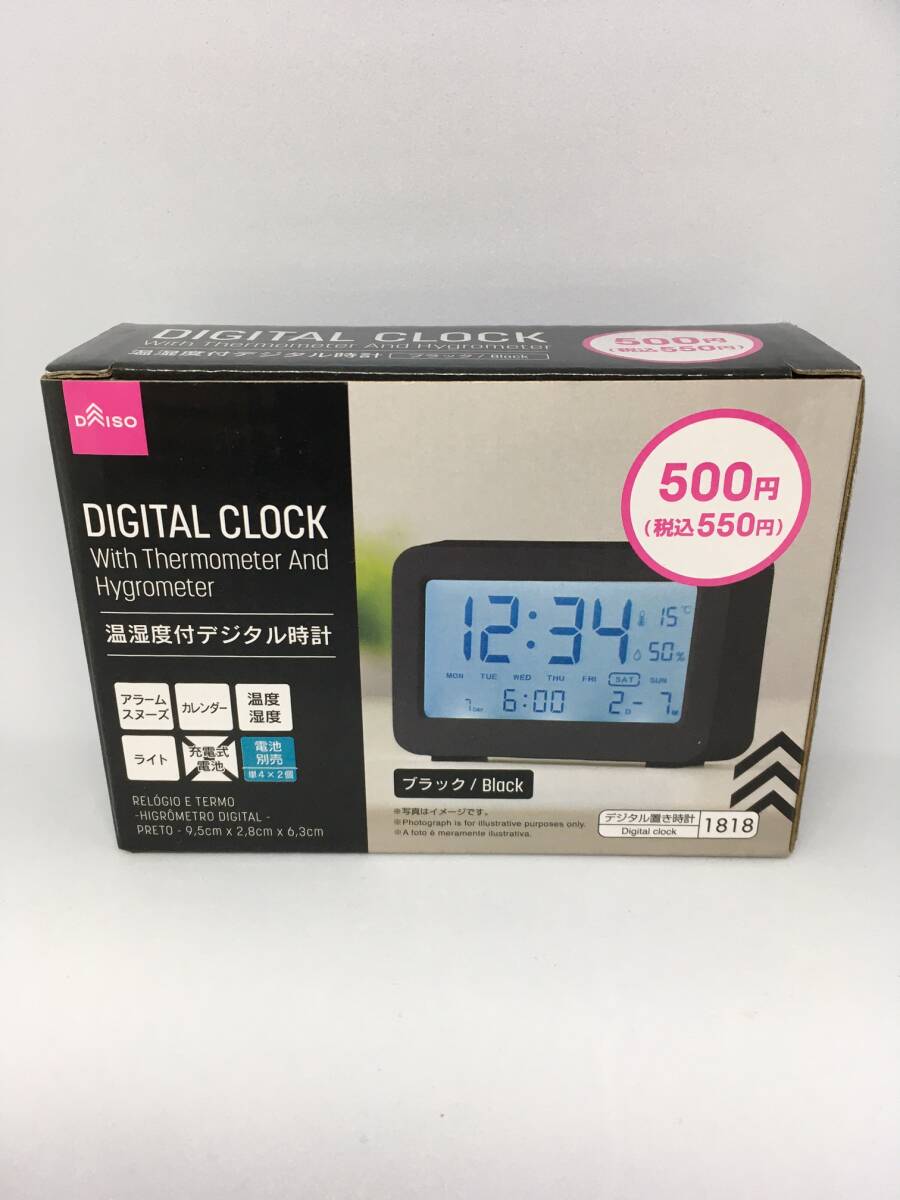 DIGITAL CLOCK
With Thermometer And Hygrometer
温湿度付デジタル時計 ブラック / Black
500円
(税込550円)
DAISO
DIGITAL CLOCK
With Thermometer And
Hygrometer
温湿度付デジタル時計
アラーム
スヌーズ
カレンダー
温度
湿度
ライト
充電式
電池
電池
別売
単4×2個
RELÓGIO E TERMO
-HIGRÔMETRO DIGITAL -
PRETO - 9,5cm x 2,8cm x 6,3cm
500円
(税込550円)
12:34 15℃
50%
MON TUE WED THU FRI SAT SUN
7DAY 6:00 2D- 7M
ブラック / Black
※写真はイメージです。
※Photograph is for illustrative purposes only.
※A foto é meramente ilustrativa.
デジタル置き時計
Digital clock
1818